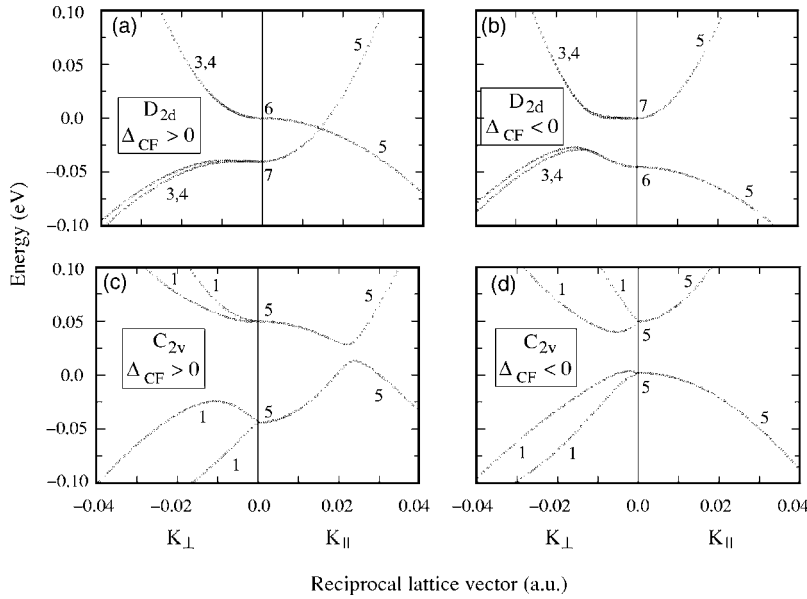 (a)
3,4
6
5
D2d
ΔCF > 0
5
7
3,4
0.10
0.05
0.0
−0.05
−0.10
(b)
3,4
7
5
D2d
ΔCF < 0
3,4
6
5
Energy (eV)
(c)
1
1
5
5
C2v
ΔCF > 0
1
5
5
1
0.10
0.05
0.0
−0.05
0.10
(d)
1
1
5
5
C2v
ΔCF < 0
5
1
1
5
−0.04
−0.02
0.0
0.02
0.04
−0.04
−0.02
0.0
0.02
0.04
K⊥
K∥
K⊥
K∥
Reciprocal lattice vector (a.u.)